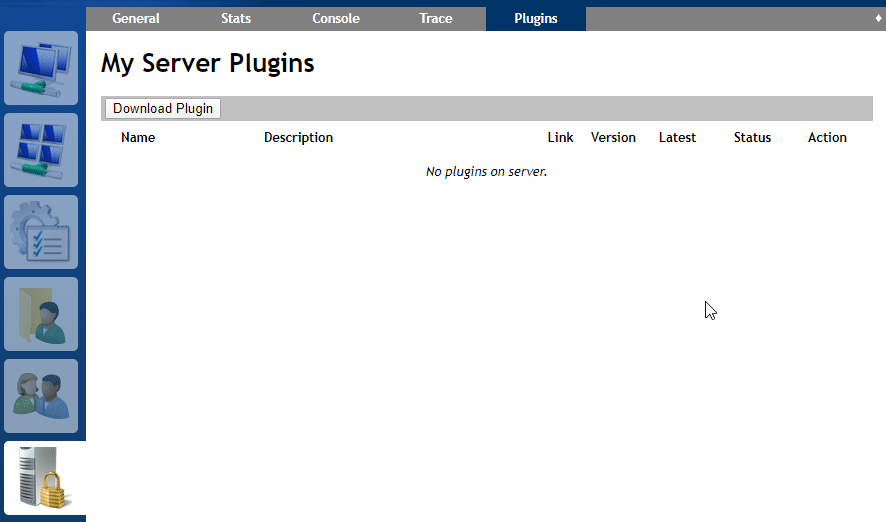 General Stats Console Trace Plugins
My Server Plugins
Download Plugin
Name Description Link Version Latest Status Action
No plugins on server.